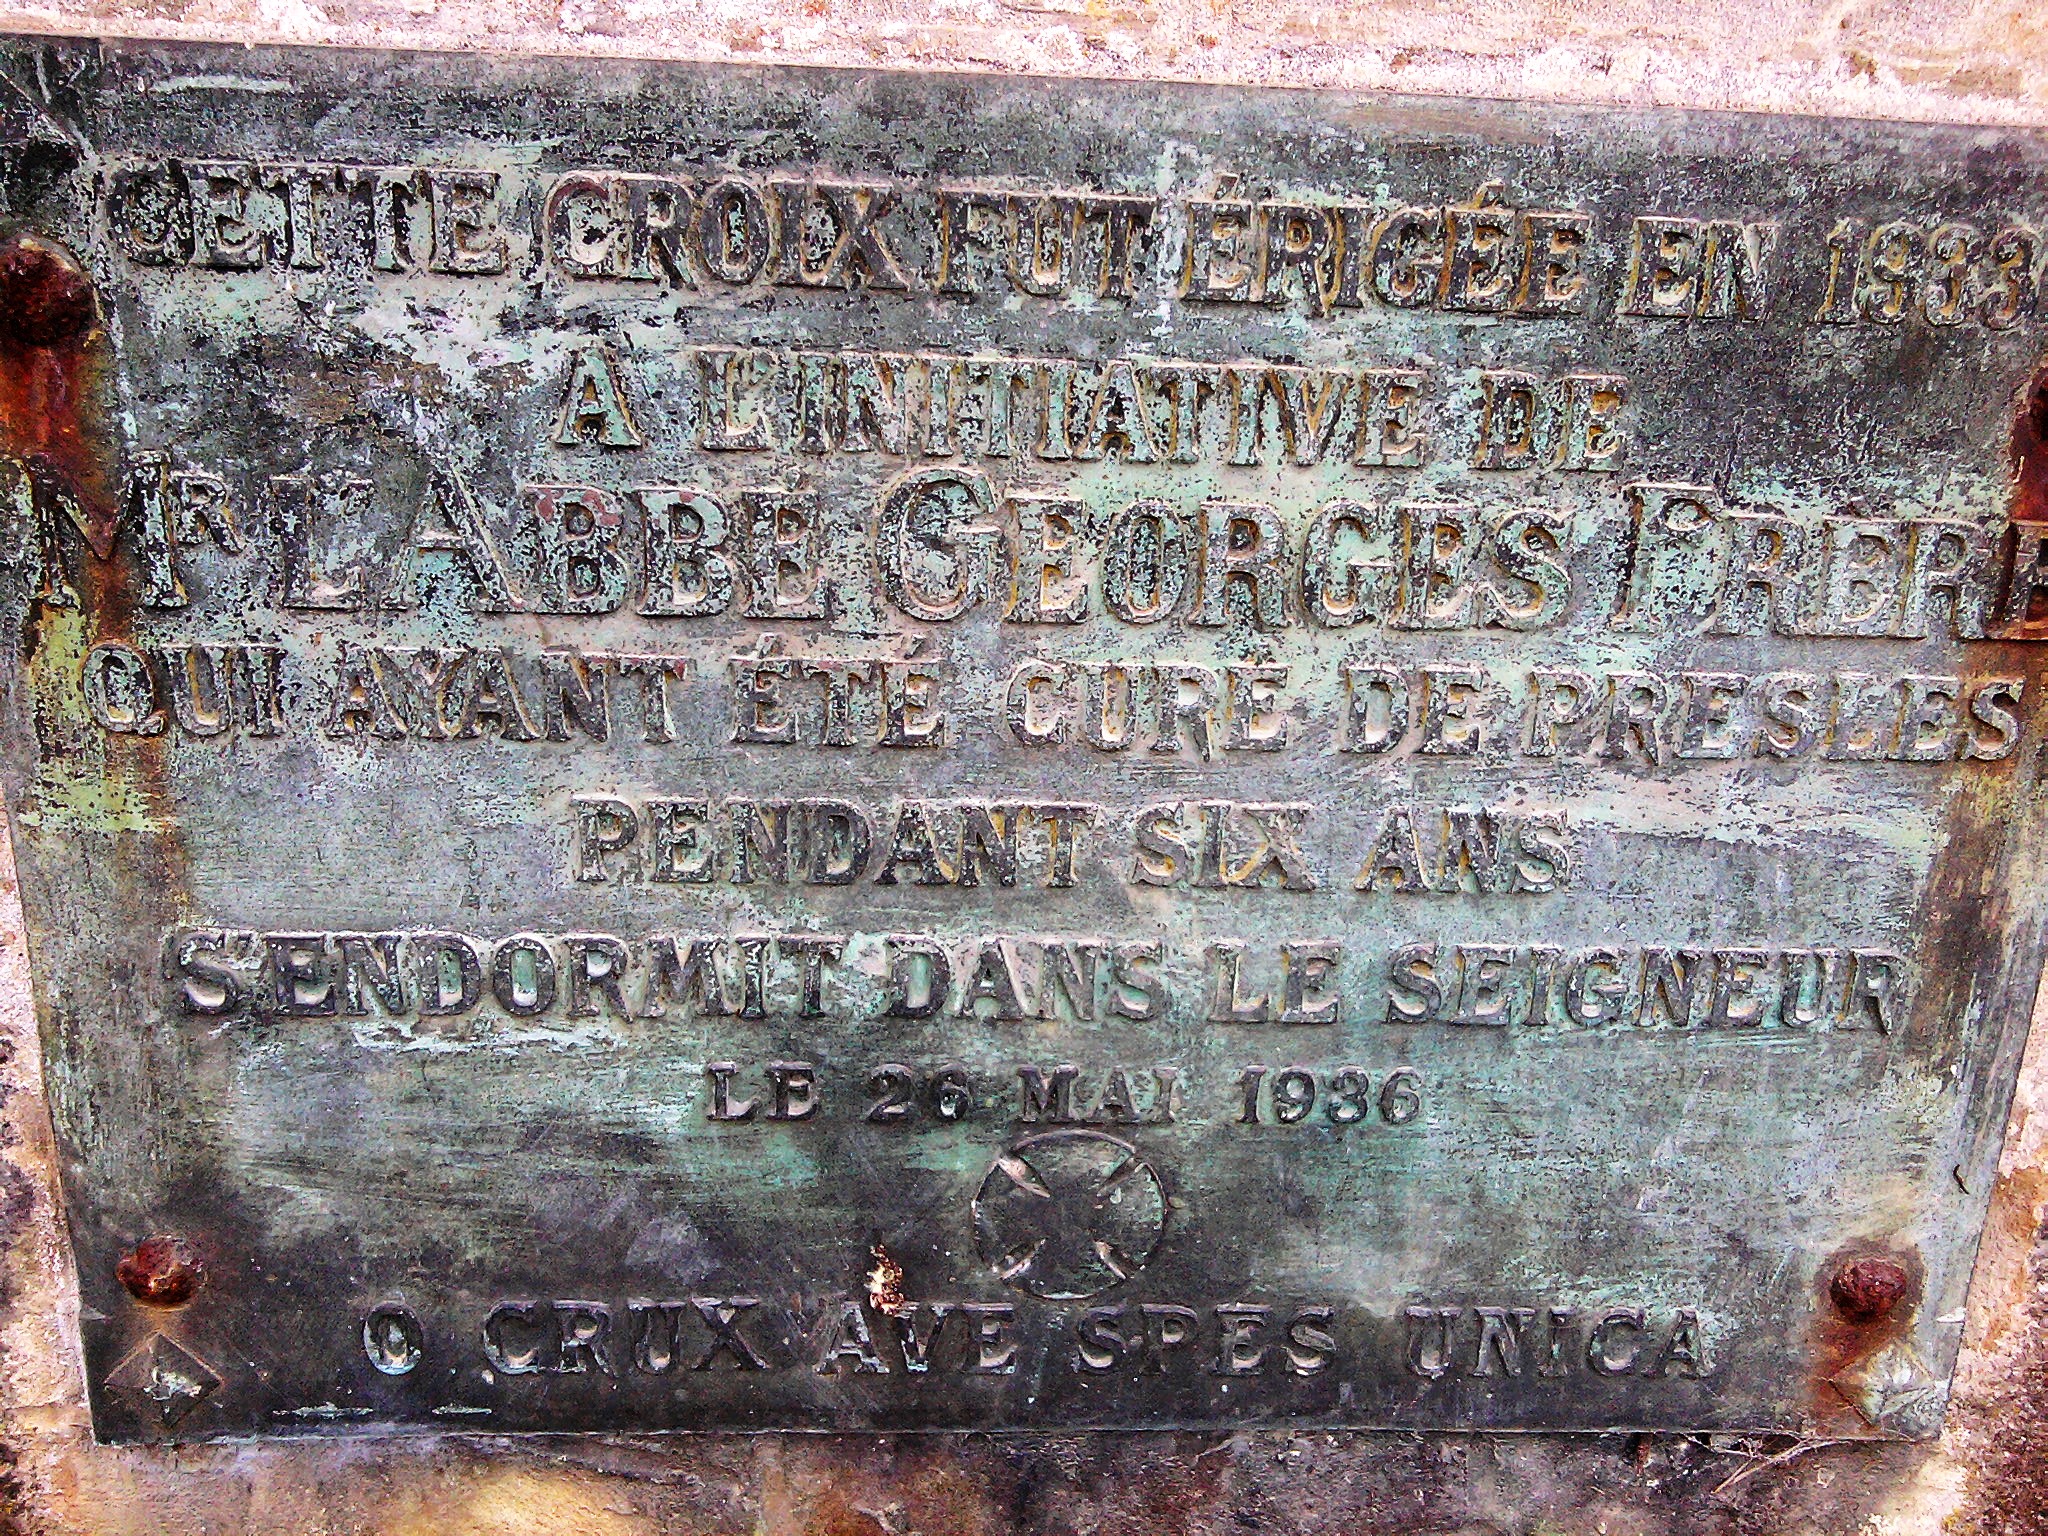 CETTE CROIX FUT ÉRIGÉE EN 1933
A L'INITIATIVE DE
MR L'ABBÉ GEORGES FRERE
QUI AYANT ÉTÉ CURÉ DE PRESLES
PENDANT SIX ANS
S'ENDORMIT DANS LE SEIGNEUR
LE 26 MAI 1936
O CRUX AVE SPES UNICA